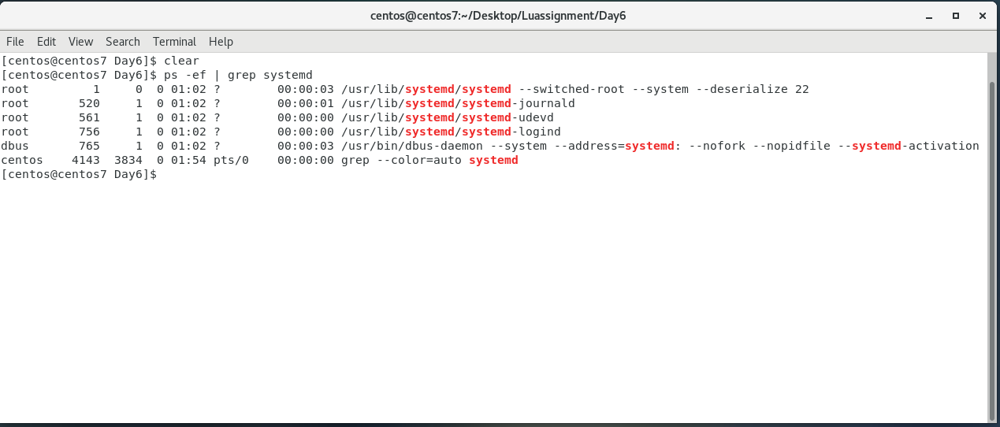 centos@centos7:~/Desktop/Luassignment/Day6
File Edit View Search Terminal Help
[centos@centos7 Day6]$ clear
[centos@centos7 Day6]$ ps -ef | grep systemd
root         1     0  0 01:02 ?        00:00:03 /usr/lib/systemd/systemd --switched-root --system --deserialize 22
root       520     1  0 01:02 ?        00:00:01 /usr/lib/systemd/systemd-journald
root       561     1  0 01:02 ?        00:00:00 /usr/lib/systemd/systemd-udevd
root       756     1  0 01:02 ?        00:00:00 /usr/lib/systemd/systemd-logind
dbus       765     1  0 01:02 ?        00:00:03 /usr/bin/dbus-daemon --system --address=systemd: --nofork --nopidfile --systemd-activation
centos    4143  3834  0 01:54 pts/0    00:00:00 grep --color=auto systemd
[centos@centos7 Day6]$